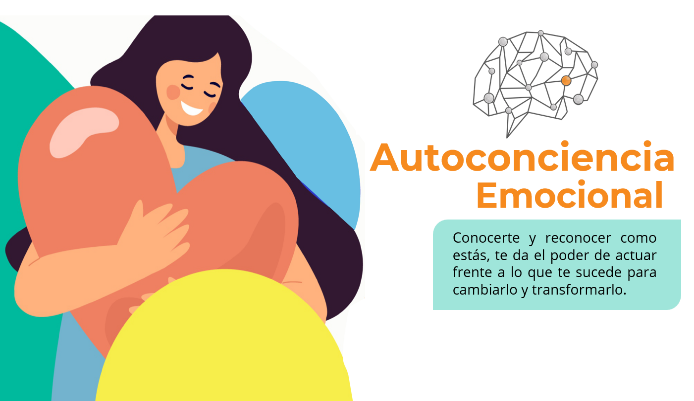 Autoconciencia
Emocional
Conocerte y reconocer como
estás, te da el poder de actuar
frente a lo que te sucede para
cambiarlo y transformarlo.